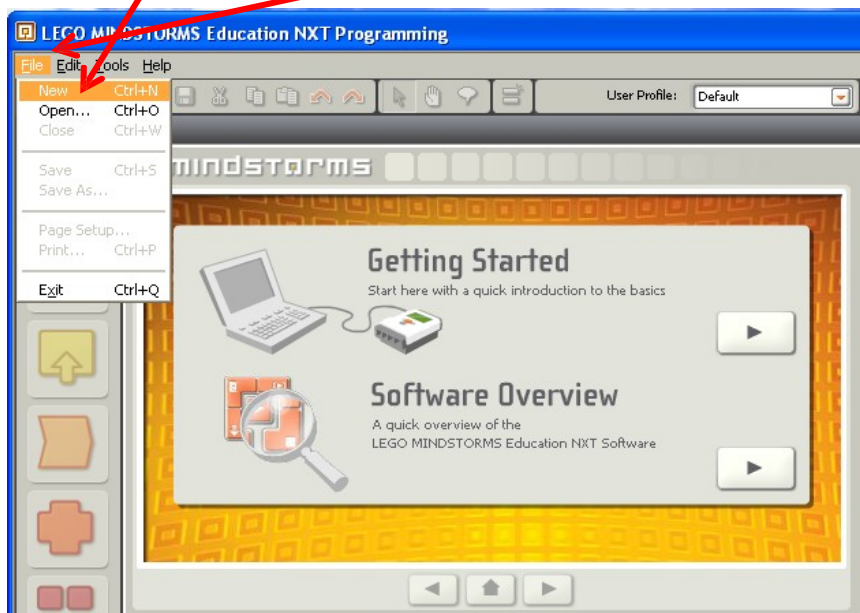 LEGO MINDSTORMS Education NXT Programming
File Edit Tools Help
New Ctrl+N
Open... Ctrl+O
Close Ctrl+W
Save Ctrl+S
Save As...
Page Setup...
Print... Ctrl+P
Exit Ctrl+Q
User Profile: Default
mindstorms
Getting Started
Start here with a quick introduction to the basics
Software Overview
A quick overview of the
LEGO MINDSTORMS Education NXT Software